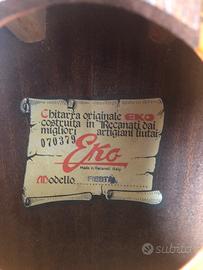 Chitarra originale EKO
costruita in Recanati dai
migliori artigiani liutai
070379
Eko
Made in Recanati Italy
Modello FIESTA
subito